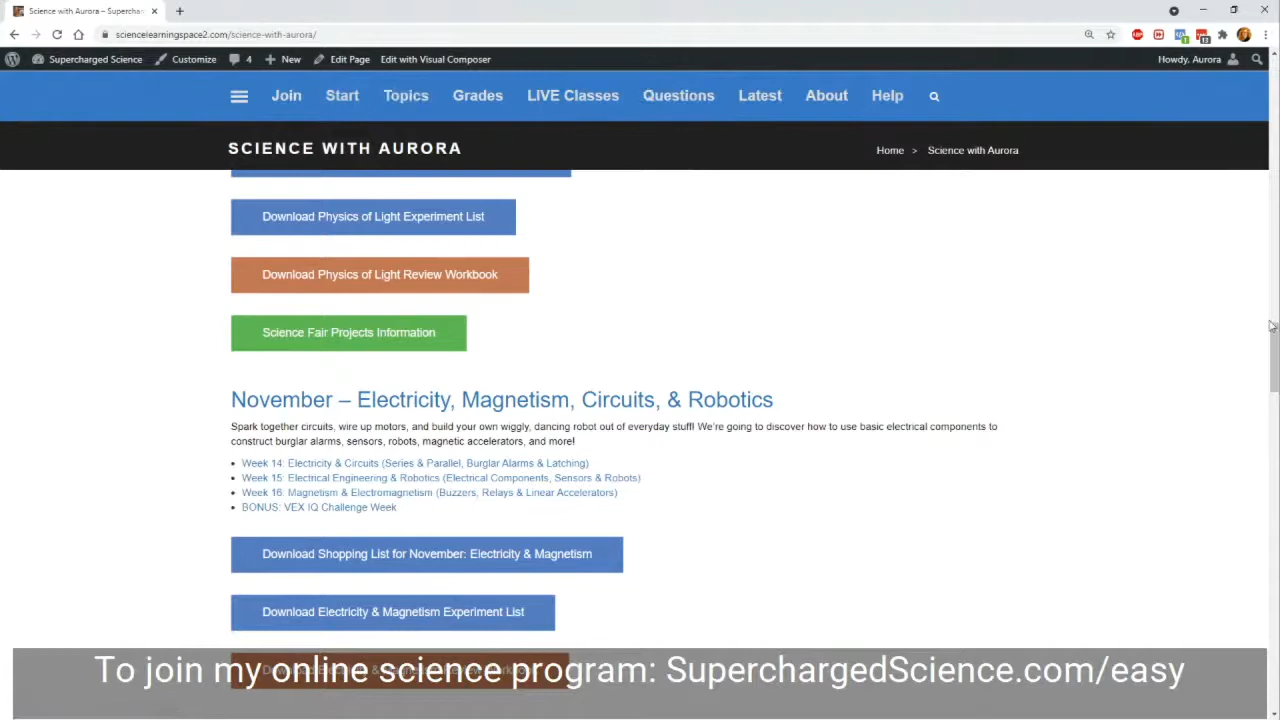 Science with Aurora – Supercha
sciencelearningspace2.com/science-with-aurora/
Supercharged Science Customize 4 New Edit Page Edit with Visual Composer Howdy, Aurora
Join Start Topics Grades LIVE Classes Questions Latest About Help
SCIENCE WITH AURORA
Home > Science with Aurora
Download Physics of Light Experiment List
Download Physics of Light Review Workbook
Science Fair Projects Information
November – Electricity, Magnetism, Circuits, & Robotics
Spark together circuits, wire up motors, and build your own wiggly, dancing robot out of everyday stuff! We're going to discover how to use basic electrical components to
construct burglar alarms, sensors, robots, magnetic accelerators, and more!
Week 14: Electricity & Circuits (Series & Parallel, Burglar Alarms & Latching)
Week 15: Electrical Engineering & Robotics (Electrical Components, Sensors & Robots)
Week 16: Magnetism & Electromagnetism (Buzzers, Relays & Linear Accelerators)
BONUS: VEX IQ Challenge Week
Download Shopping List for November: Electricity & Magnetism
Download Electricity & Magnetism Experiment List
To join my online science program: SuperchargedScience.com/easy